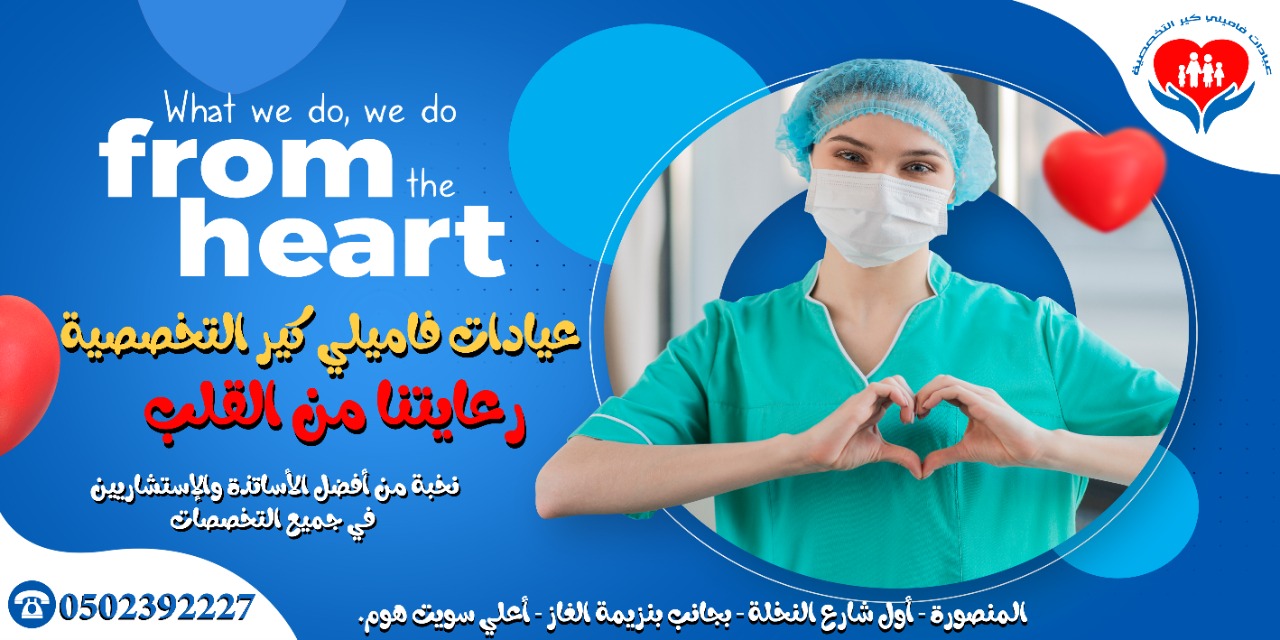 عيادات فاميلي كير التخصصية
What we do, we do
from the
heart
عيادات فاميلي كير التخصصية
رعايتنا من القلب
نخبة من أفضل الأساتذة والإستشاريين
في جميع التخصصات
0502392227
المنصورة - أول شارع النخلة - بجانب بنزيمة الغاز - أعلي سويت هوم.